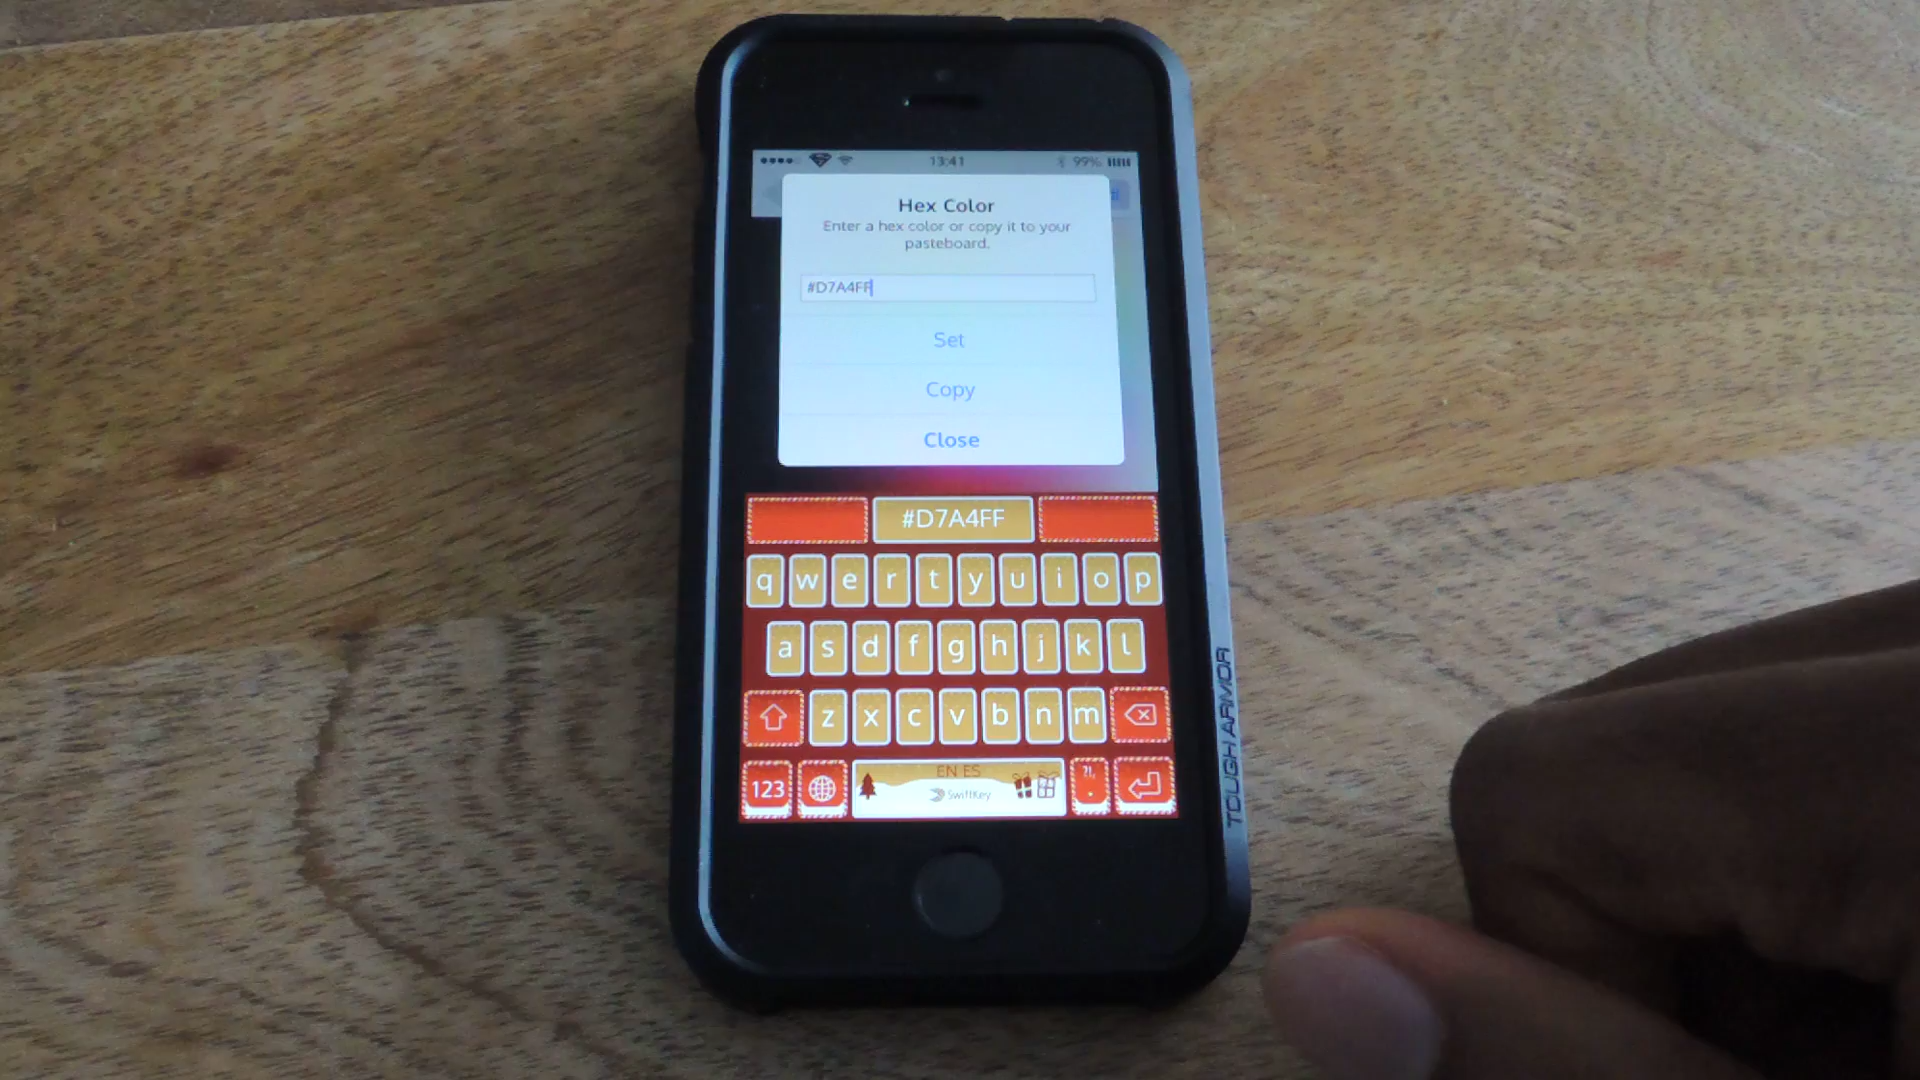 13:41
99%
#
Hex Color
Enter a hex color or copy it to your
pasteboard.
#D7A4FF
Set
Copy
Close
#D7A4FF
q w e r t y u i o p
a s d f g h j k l
z x c v b n m
123
EN ES
SwiftKey
?!,
.
TOUGH ARMOR